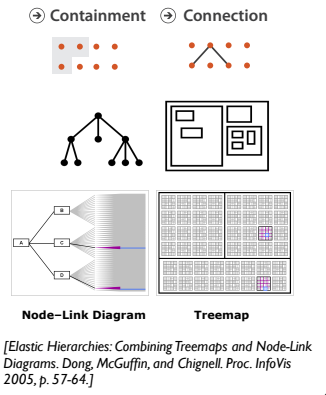 Containment
Connection
B
A
C
D
Node–Link Diagram
Treemap
[Elastic Hierarchies: Combining Treemaps and Node-Link
Diagrams. Dong, McGuffin, and Chignell. Proc. InfoVis
2005, p. 57-64.]